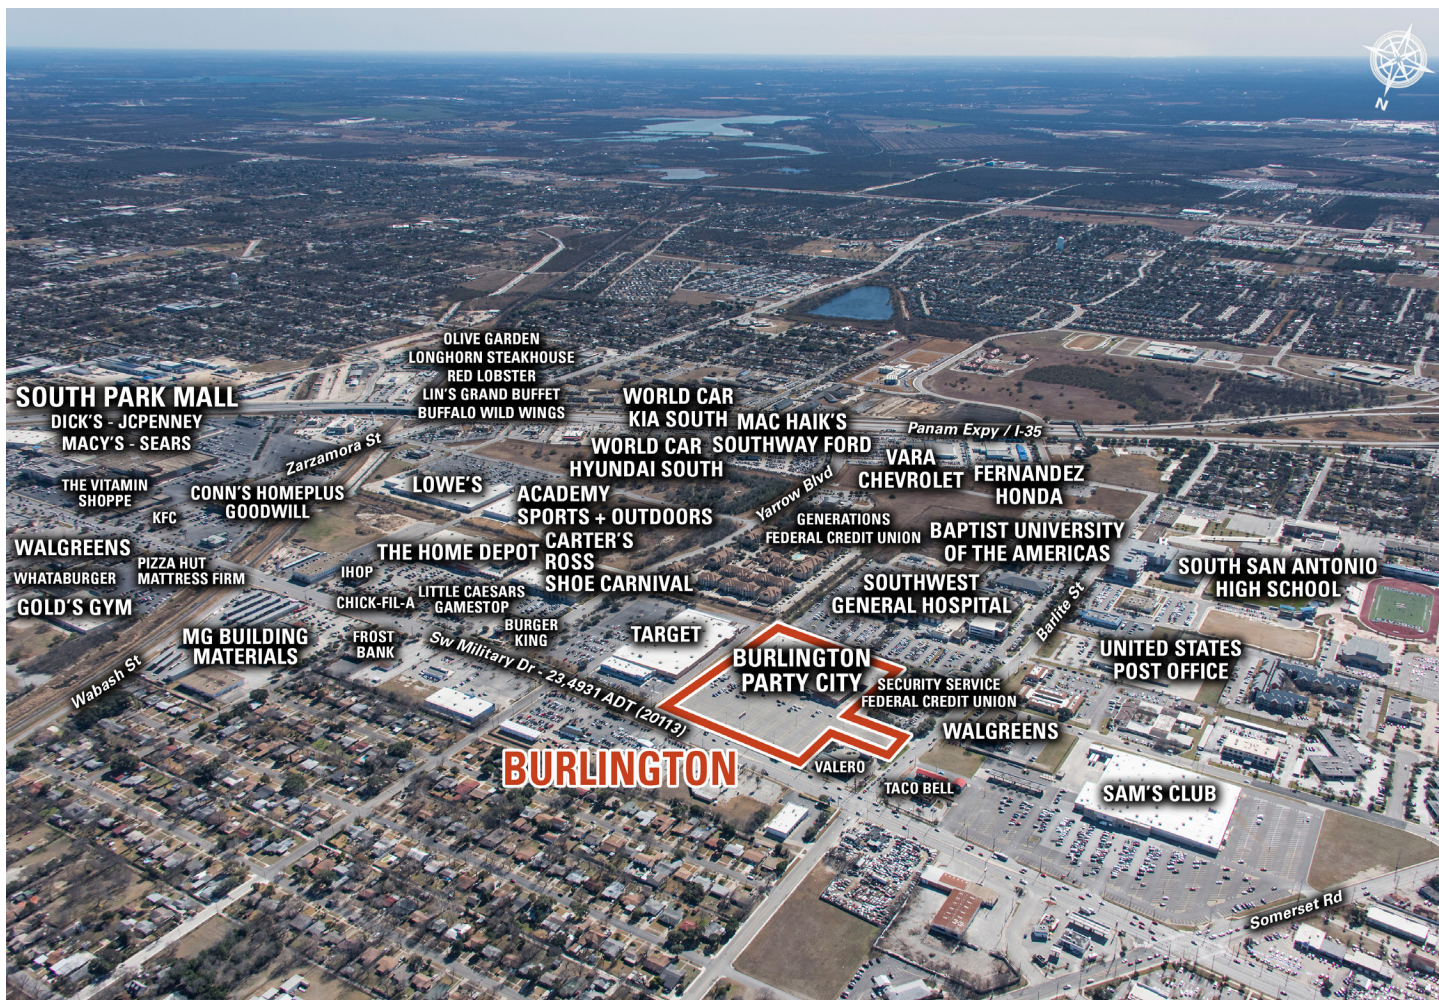 N
OLIVE GARDEN
LONGHORN STEAKHOUSE
RED LOBSTER
LIN'S GRAND BUFFET
BUFFALO WILD WINGS
SOUTH PARK MALL
DICK'S - JCPENNEY
MACY'S - SEARS
WORLD CAR
KIA SOUTH
MAC HAIK'S
SOUTHWAY FORD
Panam Expy / I-35
Zarzamora St
WORLD CAR
HYUNDAI SOUTH
VARA
CHEVROLET
FERNANDEZ
HONDA
THE VITAMIN
SHOPPE
CONN'S HOMEPLUS
GOODWILL
LOWE'S
ACADEMY
SPORTS + OUTDOORS
CARTER'S
ROSS
SHOE CARNIVAL
Yarrow Blvd
KFC
GENERATIONS
FEDERAL CREDIT UNION
BAPTIST UNIVERSITY
OF THE AMERICAS
WALGREENS
PIZZA HUT
MATTRESS FIRM
WHATABURGER
GOLD'S GYM
THE HOME DEPOT
IHOP
CHICK-FIL-A
LITTLE CAESARS
GAMESTOP
BURGER
KING
SOUTHWEST
GENERAL HOSPITAL
Barlite St
SOUTH SAN ANTONIO
HIGH SCHOOL
MG BUILDING
MATERIALS
FROST
BANK
TARGET
Wabash St
Sw Military Dr - 23,4931 ADT (20113)
BURLINGTON
PARTY CITY
SECURITY SERVICE
FEDERAL CREDIT UNION
UNITED STATES
POST OFFICE
WALGREENS
BURLINGTON
VALERO
TACO BELL
SAM'S CLUB
Somerset Rd